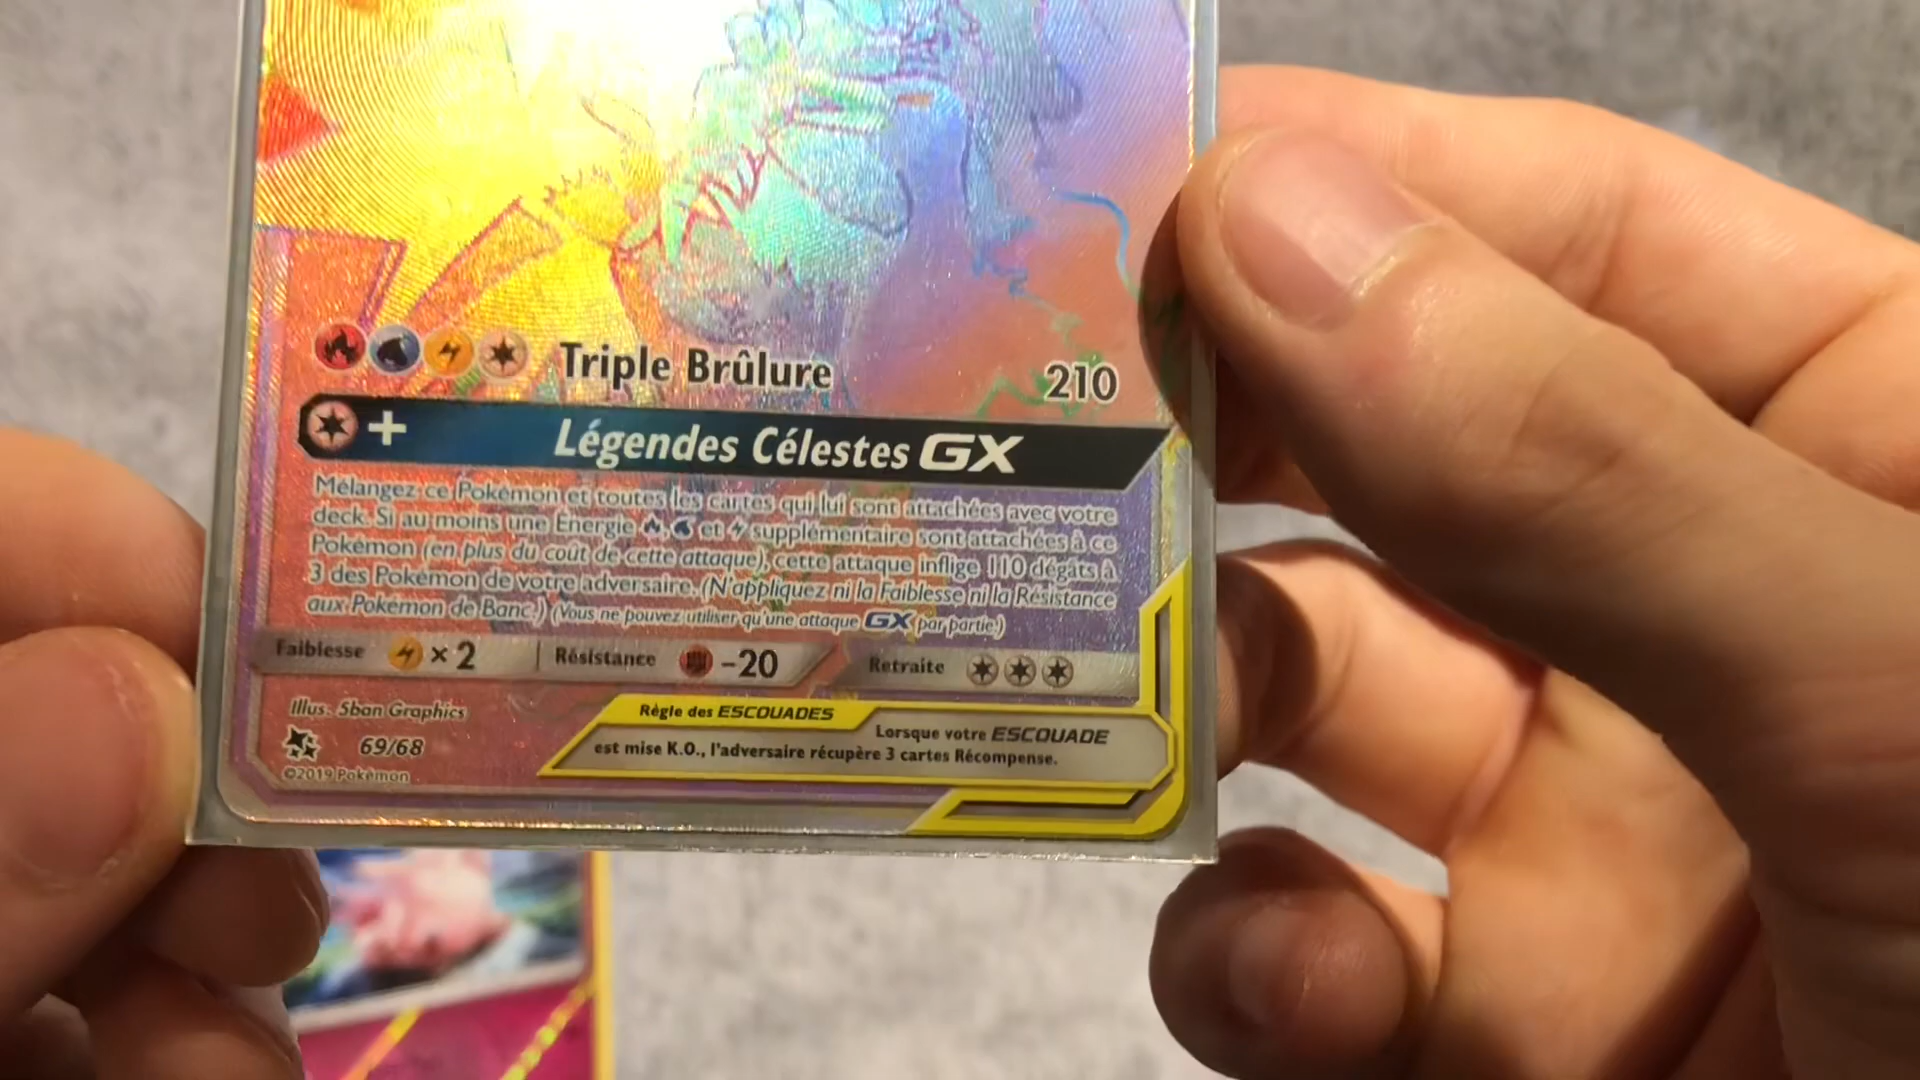 Triple Brûlure 210
+ Légendes Célestes GX
Mélangez ce Pokémon et toutes les cartes qui lui sont attachées avec votre
deck. Si au moins une Énergie , et supplémentaire sont attachées à ce
Pokémon (en plus du coût de cette attaque), cette attaque inflige 110 dégâts à
3 des Pokémon de votre adversaire. (N'appliquez ni la Faiblesse ni la Résistance
aux Pokémon de Banc.) (Vous ne pouvez utiliser qu'une attaque GX par partie.)
Faiblesse ×2 Résistance -20 Retraite
Illus. 5ban Graphics
69/68
©2019 Pokémon
Règle des ESCOUADES
Lorsque votre ESCOUADE
est mise K.O., l'adversaire récupère 3 cartes Récompense.